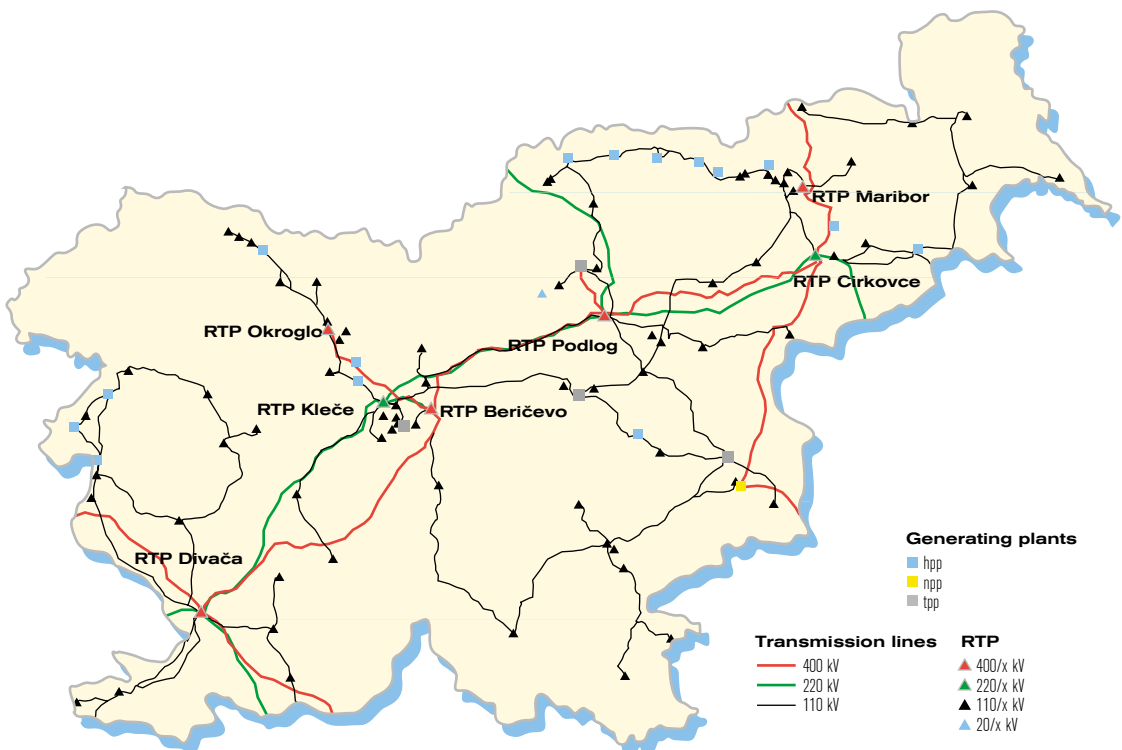 RTP Maribor
RTP Cirkovce
RTP Okroglo
RTP Podlog
RTP Kleče
RTP Beričevo
RTP Divača
Generating plants
hpp
npp
tpp
Transmission lines
400 kV
220 kV
110 kV
RTP
400/x kV
220/x kV
110/x kV
20/x kV